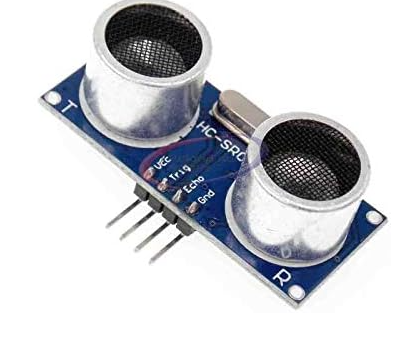 T
HC-SR0
Vcc
Trig
Echo
Gnd
R